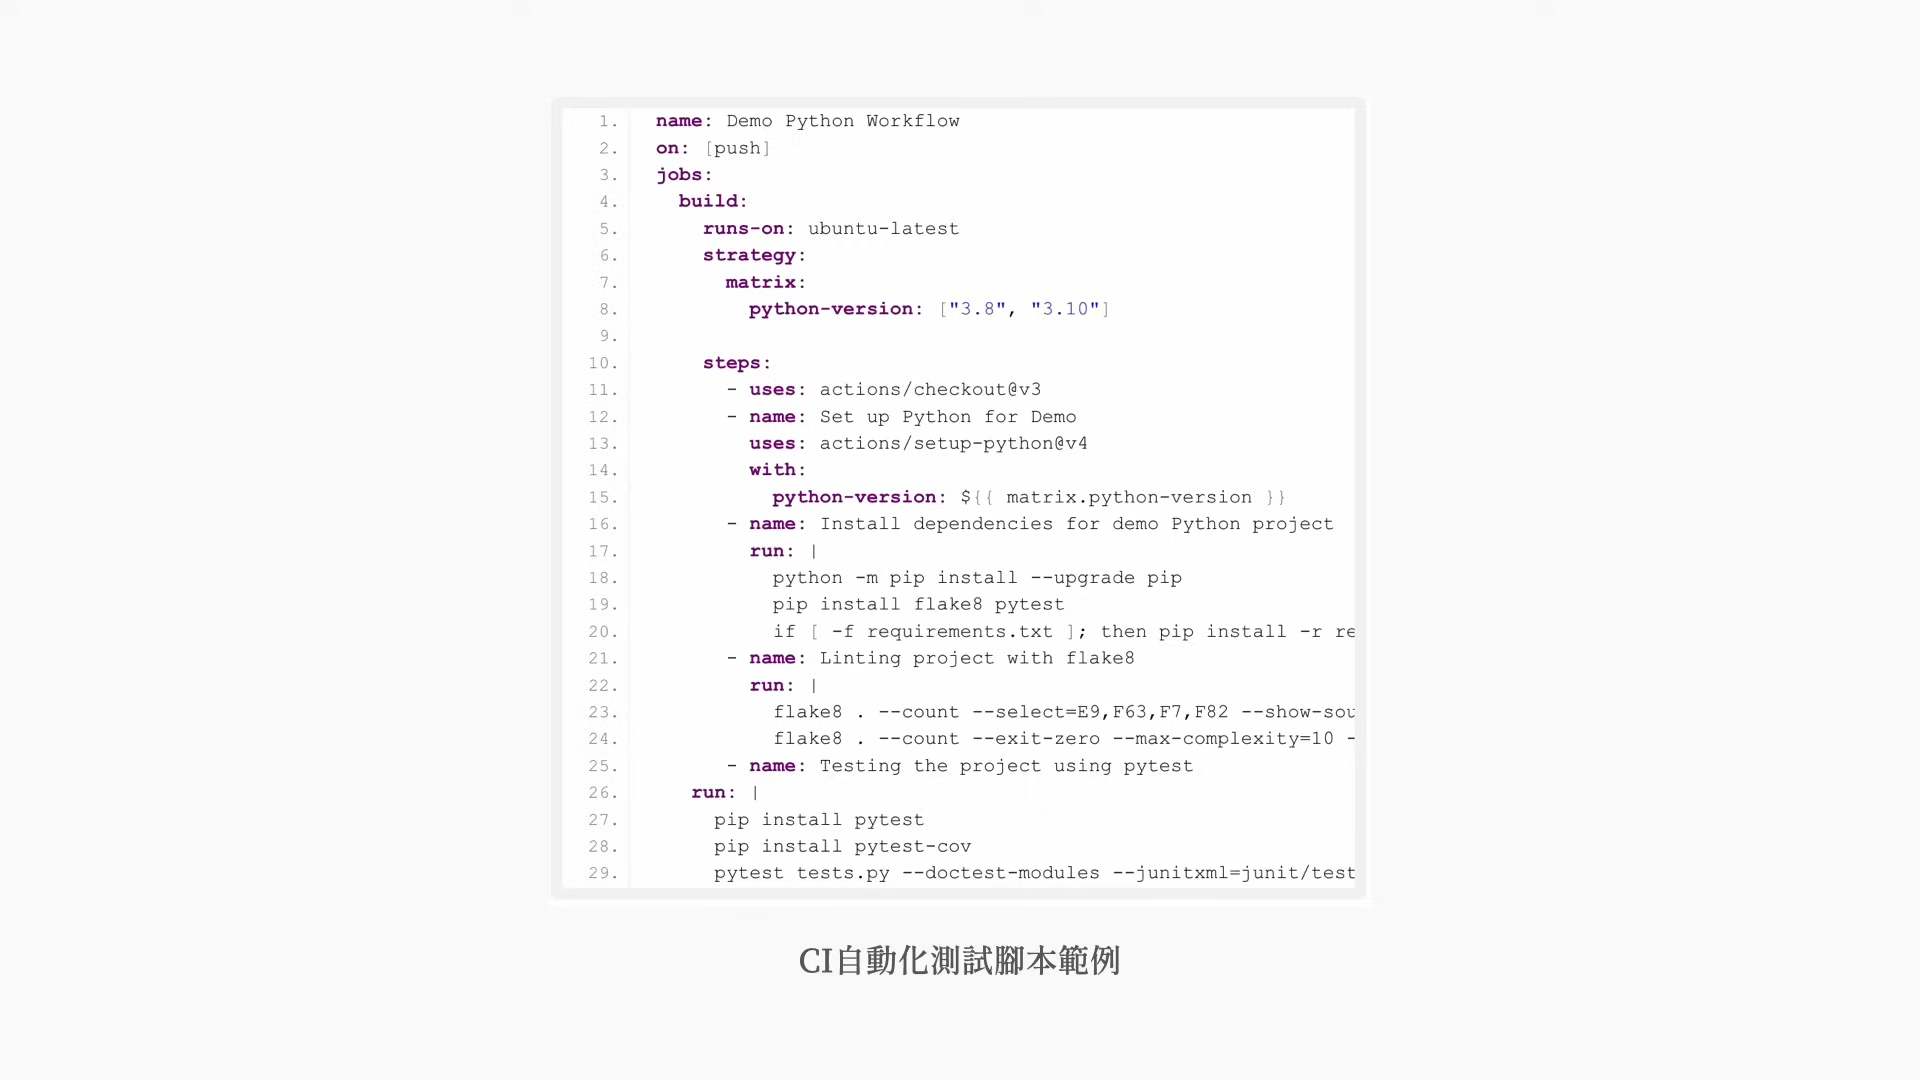 1. name: Demo Python Workflow
2. on: [push]
3. jobs:
4. build:
5. runs-on: ubuntu-latest
6. strategy:
7. matrix:
8. python-version: ["3.8", "3.10"]
9.
10. steps:
11. - uses: actions/checkout@v3
12. - name: Set up Python for Demo
13. uses: actions/setup-python@v4
14. with:
15. python-version: ${{ matrix.python-version }}
16. - name: Install dependencies for demo Python project
17. run: |
18. python -m pip install --upgrade pip
19. pip install flake8 pytest
20. if [ -f requirements.txt ]; then pip install -r re
21. - name: Linting project with flake8
22. run: |
23. flake8 . --count --select=E9,F63,F7,F82 --show-sou
24. flake8 . --count --exit-zero --max-complexity=10 -
25. - name: Testing the project using pytest
26. run: |
27. pip install pytest
28. pip install pytest-cov
29. pytest tests.py --doctest-modules --junitxml=junit/test
CI自動化測試腳本範例